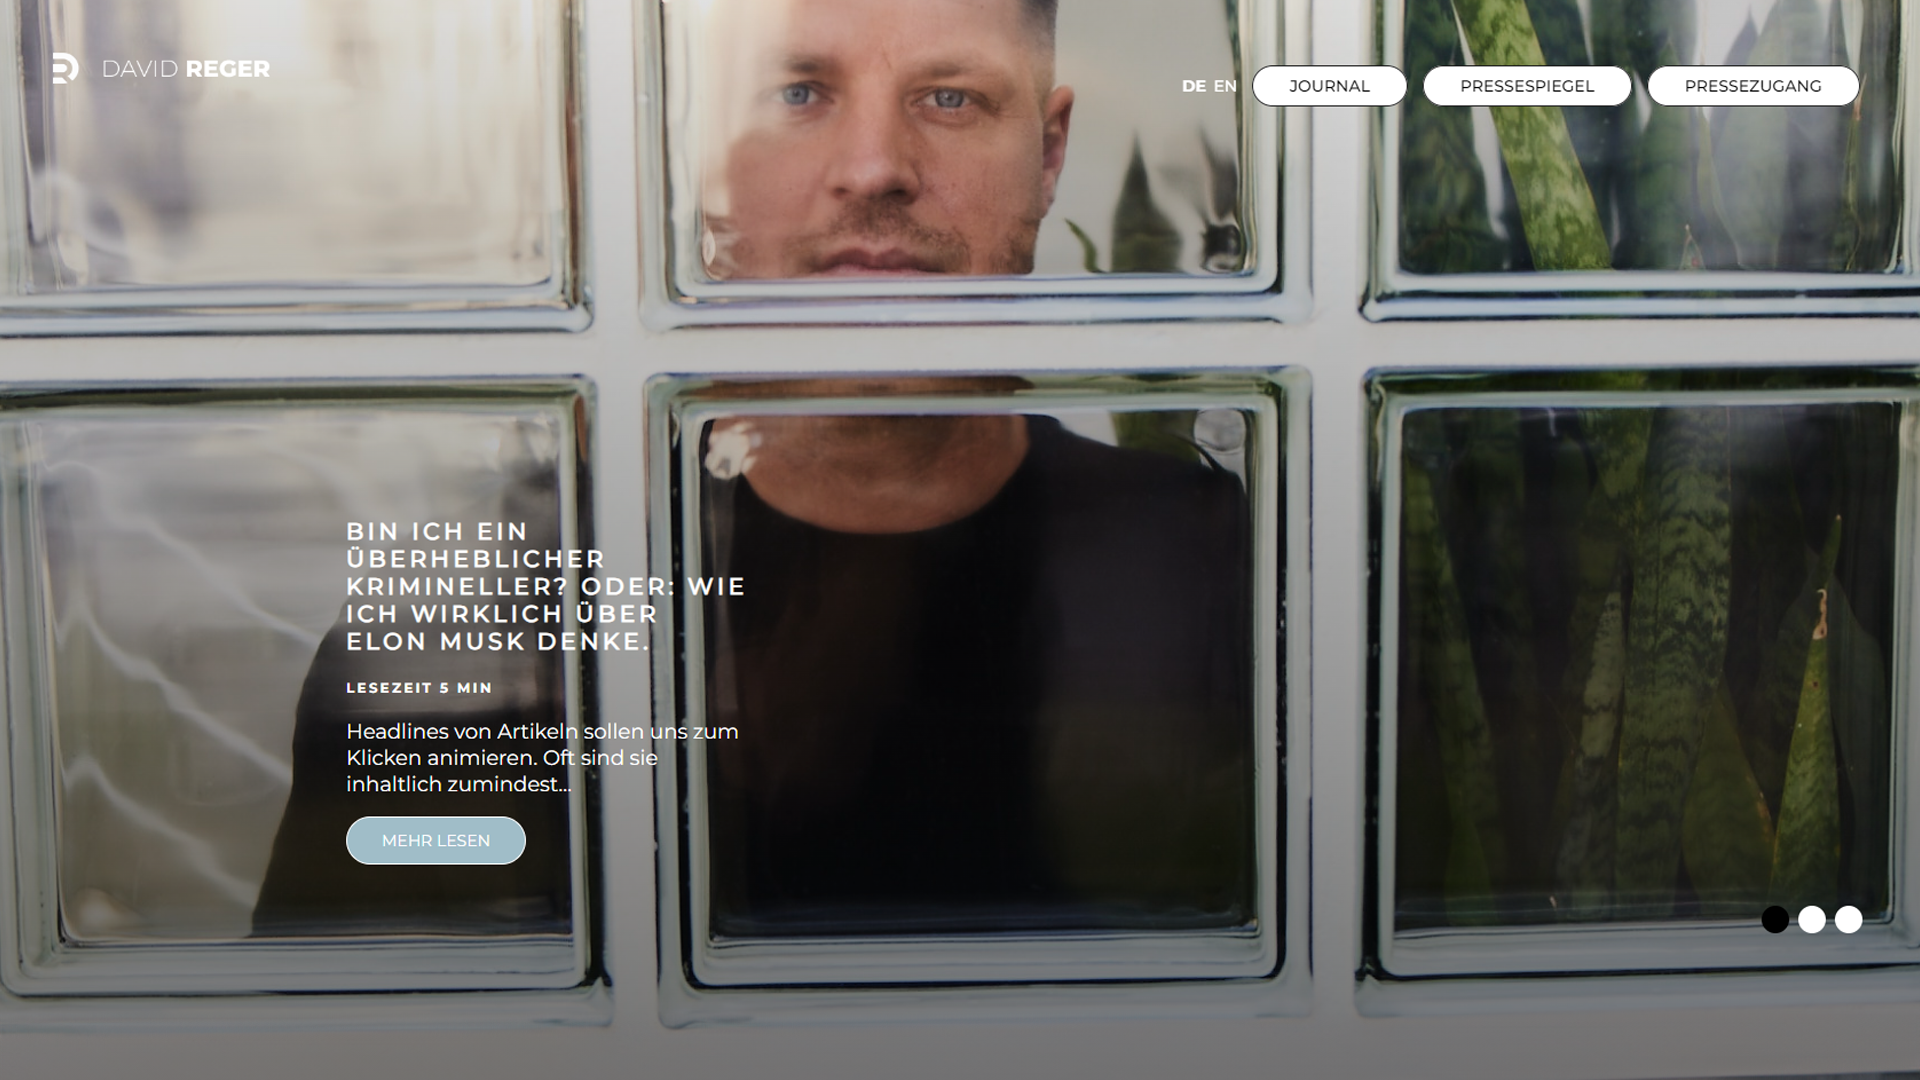 DAVID REGER
DE EN
JOURNAL
PRESSESPIEGEL
PRESSEZUGANG
BIN ICH EIN
ÜBERHEBLICHER
KRIMINELLER? ODER: WIE
ICH WIRKLICH ÜBER
ELON MUSK DENKE.
LESEZEIT 5 MIN
Headlines von Artikeln sollen uns zum
Klicken animieren. Oft sind sie
inhaltlich zumindest...
MEHR LESEN